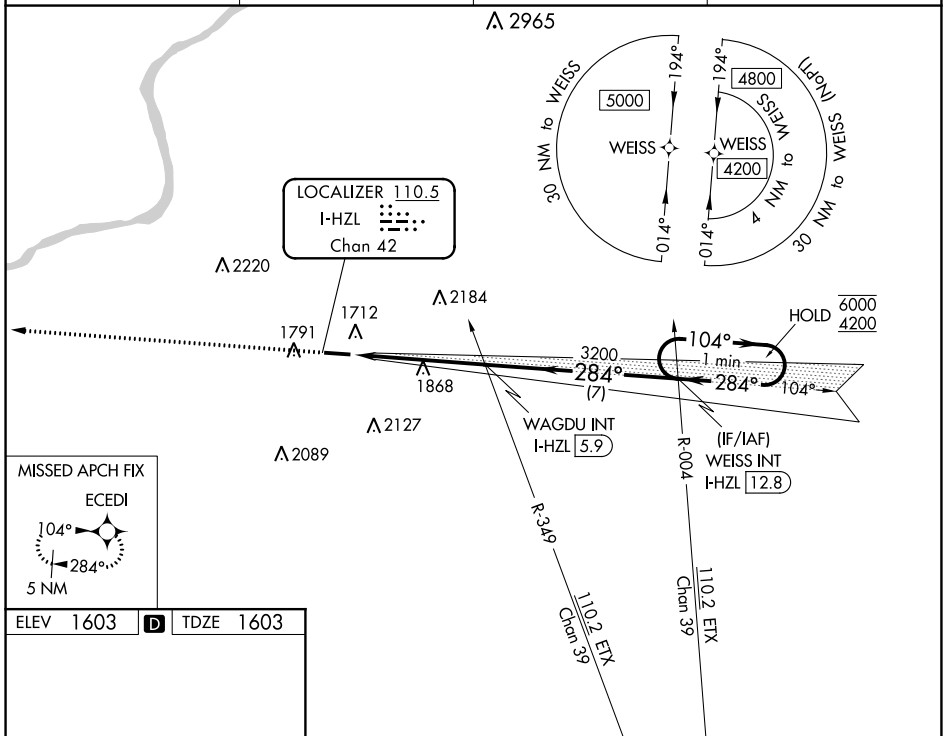 2965
30 NM to WEISS
5000
194°
WEISS
014°
194°
4800
WEISS
4200
4 NM to WEISS
30 NM to WEISS (NoPT)
014°
LOCALIZER 110.5
I-HZL
Chan 42
2220
2184
1791
1712
1868
2127
2089
HOLD
6000
4200
104°
1 min
3200
284°
(7)
284°
104°
WAGDU INT
I-HZL 5.9
(IF/IAF)
WEISS INT
I-HZL 12.8
R-004
R-349
110.2 ETX
Chan 39
110.2 ETX
Chan 39
MISSED APCH FIX
ECEDI
104°
284°
5 NM
ELEV 1603 D TDZE 1603